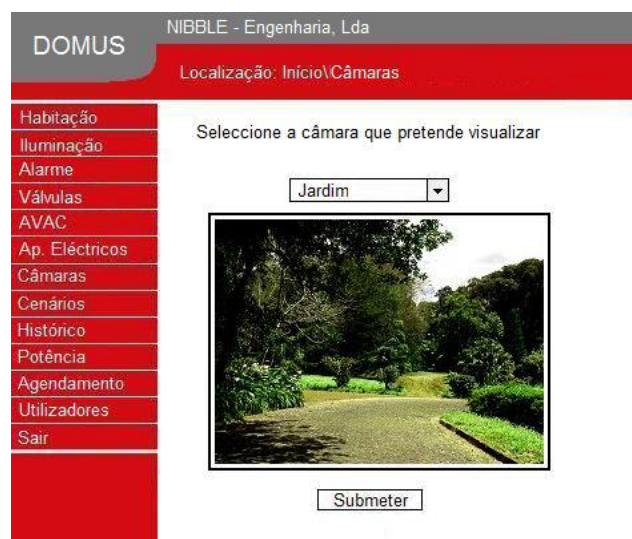 DOMUS
NIBBLE - Engenharia, Lda
Localização: Início\Câmaras
Habitação
Iluminação
Alarme
Válvulas
AVAC
Ap. Eléctricos
Câmaras
Cenários
Histórico
Potência
Agendamento
Utilizadores
Sair
Seleccione a câmara que pretende visualizar
Jardim
Submeter